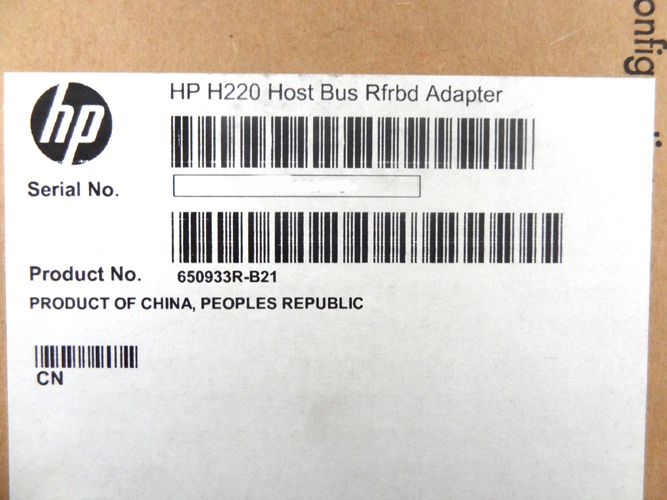 onfig
hp
HP H220 Host Bus Rfrbd Adapter
Serial No.
Product No. 650933R-B21
PRODUCT OF CHINA, PEOPLES REPUBLIC
CN